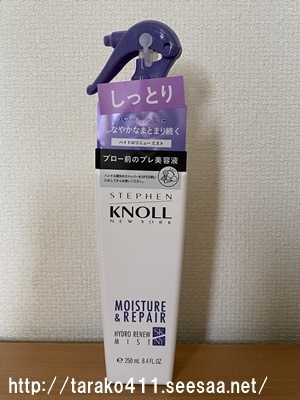 しっとり
しなやかなまとまり続く
ハイドロリニューミスト
ブロー前のプレ美容液
STEPHEN
KNOLL
NEW YORK
MOISTURE
& REPAIR
HYDRO RENEW
MIST
SK
NY
℮ 250 mL 8.4 FL.OZ.
http://tarako411.seesaa.net/